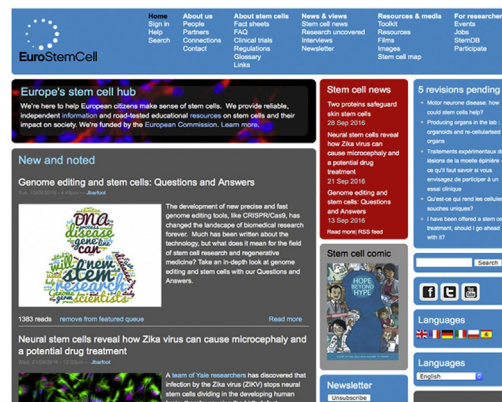 EuroStemCell
Home
Sign in
Help
Search
About us
People
Partners
Connections
Contact
About stem cells
Fact sheets
FAQ
Clinical trials
Regulations
Glossary
Links
News & views
Stem cell news
Research uncovered
Interviews
Newsletter
Resources & media
Toolkit
Resources
Films
Images
Stem cell map
For researcher
Events
Jobs
StemDB
Participate
Europe's stem cell hub
We're here to help European citizens make sense of stem cells. We provide reliable,
independent information and road-tested educational resources on stem cells and their
impact on society. We're funded by the European Commission. Learn more.
New and noted
Genome editing and stem cells: Questions and Answers
The development of new precise and fast
genome editing tools, like CRISPR/Cas9, has
changed the landscape of biomedical research
forever. Much has been written about the
technology, but what does it mean for the field
of stem cell research and regenerative
medicine? Take an in-depth look at genome
editing and stem cells with our Questions and
Answers.
DNA
disease
gene
can
will
new
stem
research
scientists
1383 reads remove from featured queue Read more
Neural stem cells reveal how Zika virus can cause microcephaly and
a potential drug treatment
A team of Yale researchers has discovered that
infection by the Zika virus (ZIKV) stops neural
stem cells dividing in the developing human
Stem cell news
Two proteins safeguard
skin stem cells
28 Sep 2016
Neural stem cells reveal
how Zika virus can
cause microcephaly and
a potential drug
treatment
21 Sep 2016
Genome editing and
stem cells: Questions
and Answers
13 Sep 2016
Read more; RSS feed
Stem cell comic
HOPE
BEYOND
HYPE
Newsletter
Unsubscribe
5 revisions pending
Motor neurone disease: how
could stem cells help?
Producing organs in the lab :
organoids and re-cellularised
organs
Traitements expérimentaux de
lésions de la moelle épinière :
ce qu'il faut savoir si vous
envisagez de participer à un
essai clinique
Qu'est-ce qui rend les cellules
souches uniques?
I have been offered a stem ce
treatment, should I go ahead
with it?
Search
Languages
Languages
English